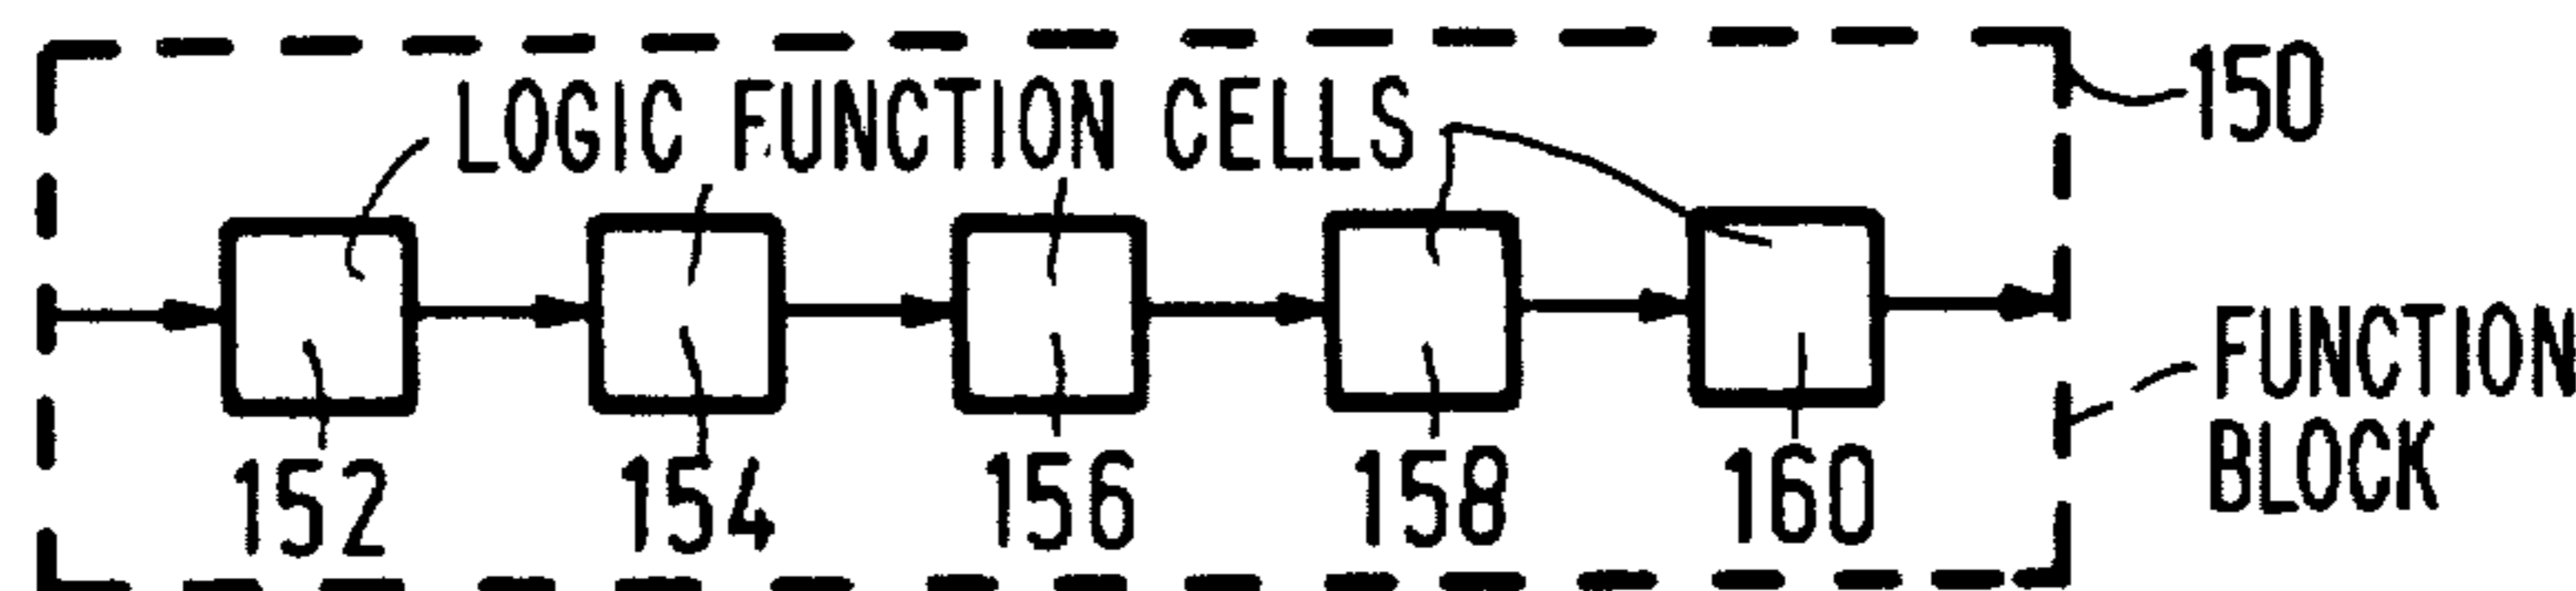 LOGIC FUNCTION CELLS
150
FUNCTION
BLOCK
152 154 156 158 160